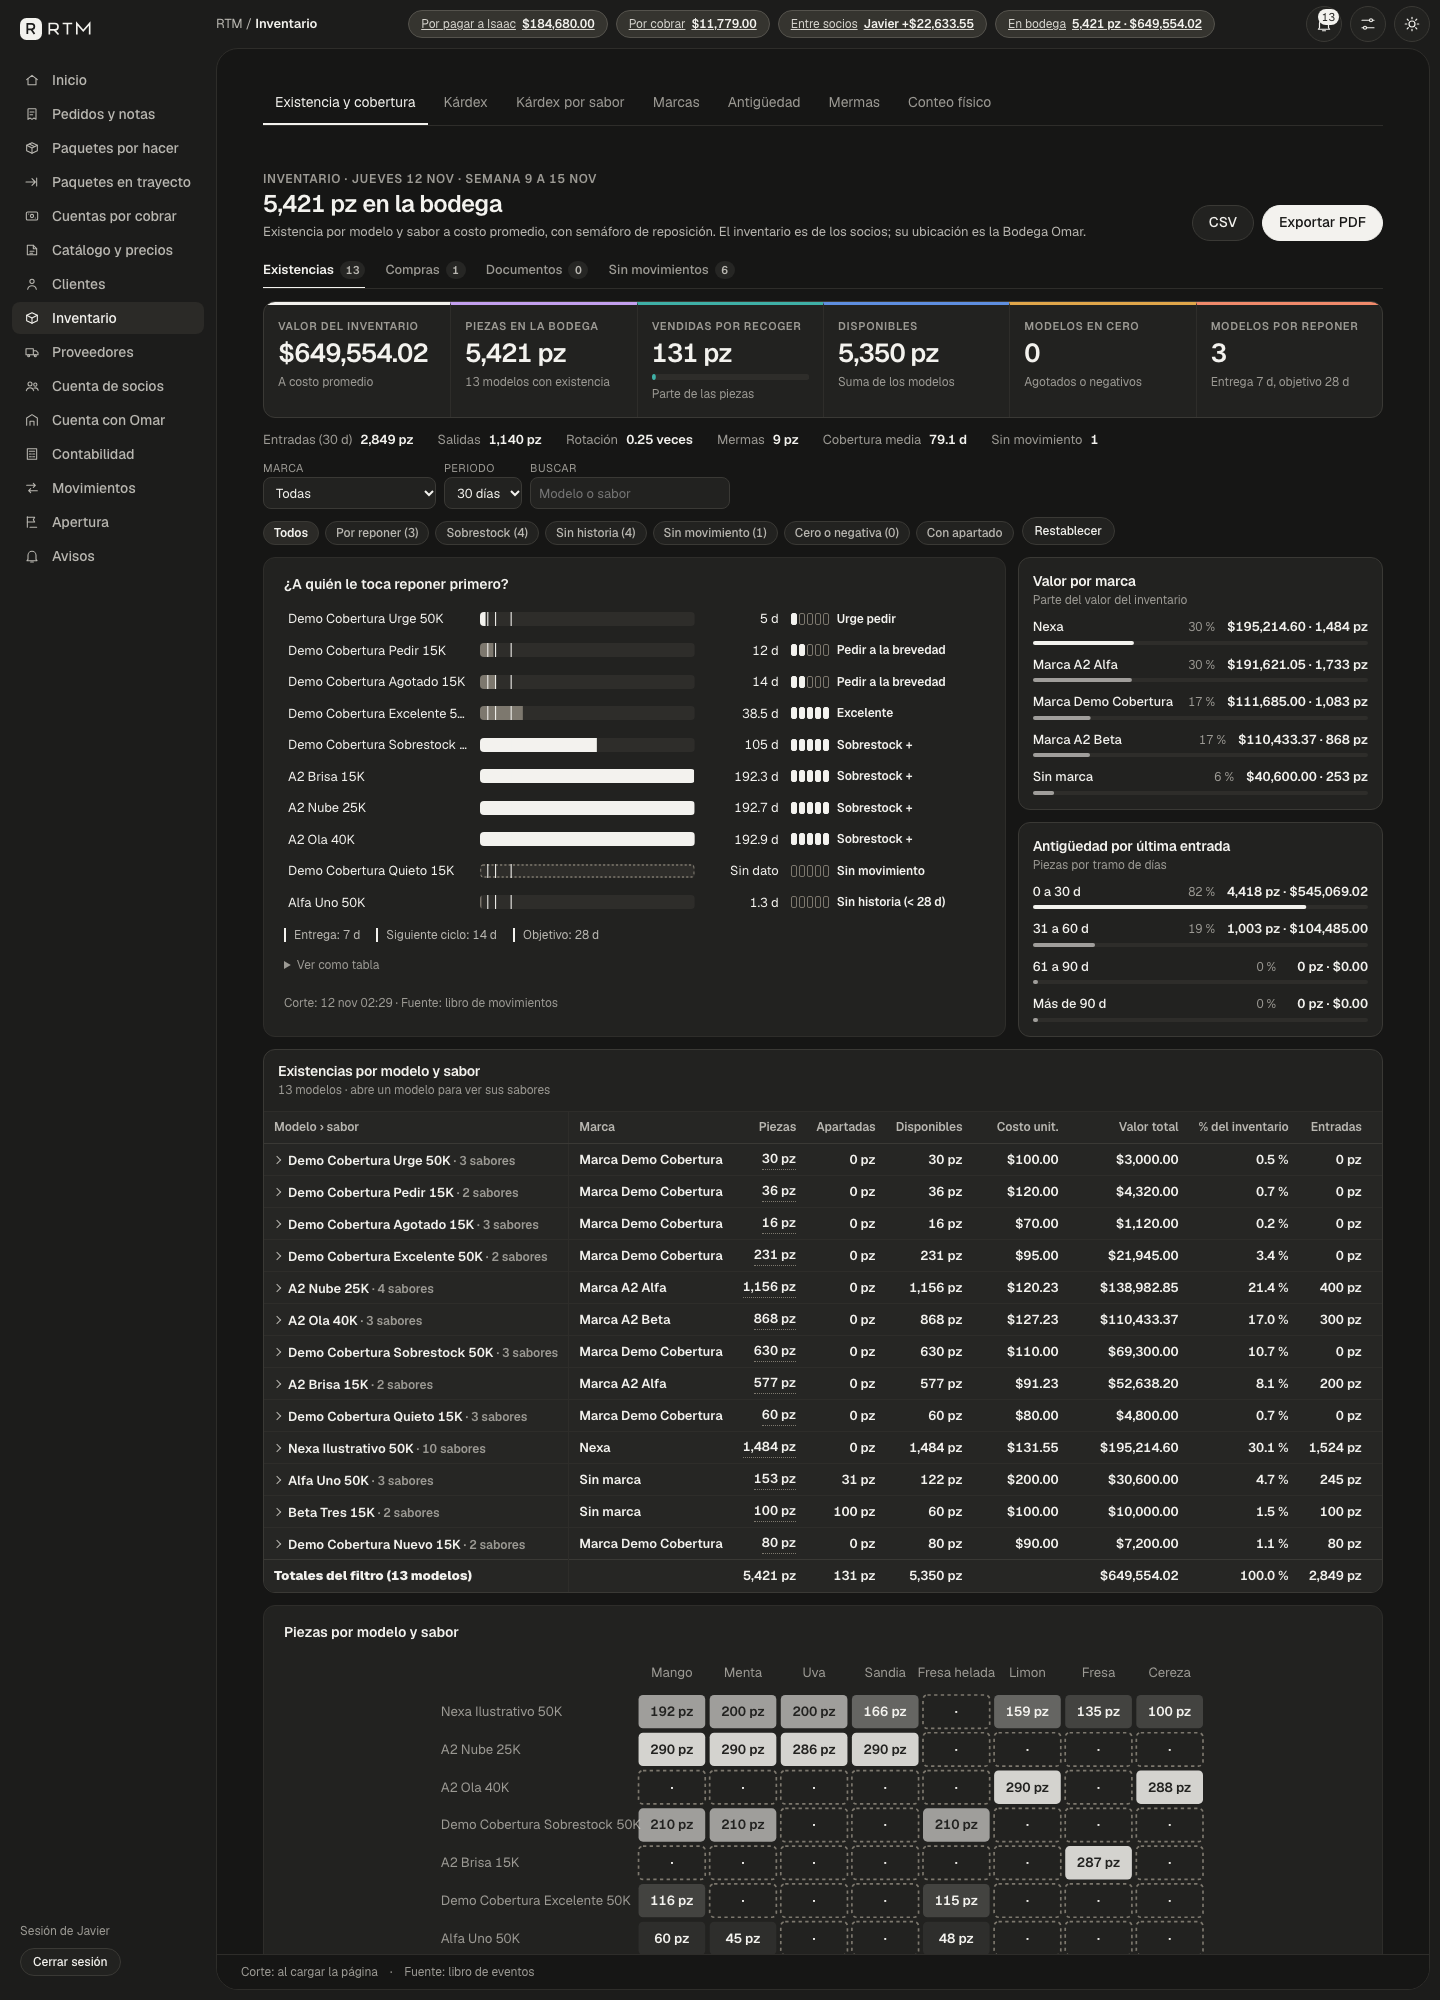 R RTM
RTM / Inventario
Por pagar a Isaac $184,680.00
Por cobrar $11,779.00
Entre socios Javier +$22,633.55
En bodega 5,421 pz · $649,554.02
13
Inicio
Pedidos y notas
Paquetes por hacer
Paquetes en trayecto
Cuentas por cobrar
Catálogo y precios
Clientes
Inventario
Proveedores
Cuenta de socios
Cuenta con Omar
Contabilidad
Movimientos
Apertura
Avisos
Sesión de Javier
Cerrar sesión
Existencia y cobertura Kárdex Kárdex por sabor Marcas Antigüedad Mermas Conteo físico
INVENTARIO · JUEVES 12 NOV · SEMANA 9 A 15 NOV
5,421 pz en la bodega
Existencia por modelo y sabor a costo promedio, con semáforo de reposición. El inventario es de los socios; su ubicación es la Bodega Omar.
CSV
Exportar PDF
Existencias 13 Compras 1 Documentos 0 Sin movimientos 6
VALOR DEL INVENTARIO
$649,554.02
A costo promedio
PIEZAS EN LA BODEGA
5,421 pz
13 modelos con existencia
VENDIDAS POR RECOGER
131 pz
Parte de las piezas
DISPONIBLES
5,350 pz
Suma de los modelos
MODELOS EN CERO
0
Agotados o negativos
MODELOS POR REPONER
3
Entrega 7 d, objetivo 28 d
Entradas (30 d) 2,849 pz Salidas 1,140 pz Rotación 0.25 veces Mermas 9 pz Cobertura media 79.1 d Sin movimiento 1
MARCA PERIODO BUSCAR
Todas 30 días Modelo o sabor
Todos Por reponer (3) Sobrestock (4) Sin historia (4) Sin movimiento (1) Cero o negativa (0) Con apartado Restablecer
¿A quién le toca reponer primero?
Demo Cobertura Urge 50K 5 d Urge pedir
Demo Cobertura Pedir 15K 12 d Pedir a la brevedad
Demo Cobertura Agotado 15K 14 d Pedir a la brevedad
Demo Cobertura Excelente 5... 38.5 d Excelente
Demo Cobertura Sobrestock ... 105 d Sobrestock +
A2 Brisa 15K 192.3 d Sobrestock +
A2 Nube 25K 192.7 d Sobrestock +
A2 Ola 40K 192.9 d Sobrestock +
Demo Cobertura Quieto 15K Sin dato Sin movimiento
Alfa Uno 50K 1.3 d Sin historia (< 28 d)
Entrega: 7 d Siguiente ciclo: 14 d Objetivo: 28 d
Ver como tabla
Corte: 12 nov 02:29 · Fuente: libro de movimientos
Valor por marca
Parte del valor del inventario
Nexa 30 % $195,214.60 · 1,484 pz
Marca A2 Alfa 30 % $191,621.05 · 1,733 pz
Marca Demo Cobertura 17 % $111,685.00 · 1,083 pz
Marca A2 Beta 17 % $110,433.37 · 868 pz
Sin marca 6 % $40,600.00 · 253 pz
Antigüedad por última entrada
Piezas por tramo de días
0 a 30 d 82 % 4,418 pz · $545,069.02
31 a 60 d 19 % 1,003 pz · $104,485.00
61 a 90 d 0 % 0 pz · $0.00
Más de 90 d 0 % 0 pz · $0.00
Existencias por modelo y sabor
13 modelos · abre un modelo para ver sus sabores
Modelo › sabor Marca Piezas Apartadas Disponibles Costo unit. Valor total % del inventario Entradas
Demo Cobertura Urge 50K · 3 sabores Marca Demo Cobertura 30 pz 0 pz 30 pz $100.00 $3,000.00 0.5 % 0 pz
Demo Cobertura Pedir 15K · 2 sabores Marca Demo Cobertura 36 pz 0 pz 36 pz $120.00 $4,320.00 0.7 % 0 pz
Demo Cobertura Agotado 15K · 3 sabores Marca Demo Cobertura 16 pz 0 pz 16 pz $70.00 $1,120.00 0.2 % 0 pz
Demo Cobertura Excelente 50K · 2 sabores Marca Demo Cobertura 231 pz 0 pz 231 pz $95.00 $21,945.00 3.4 % 0 pz
A2 Nube 25K · 4 sabores Marca A2 Alfa 1,156 pz 0 pz 1,156 pz $120.23 $138,982.85 21.4 % 400 pz
A2 Ola 40K · 3 sabores Marca A2 Beta 868 pz 0 pz 868 pz $127.23 $110,433.37 17.0 % 300 pz
Demo Cobertura Sobrestock 50K · 3 sabores Marca Demo Cobertura 630 pz 0 pz 630 pz $110.00 $69,300.00 10.7 % 0 pz
A2 Brisa 15K · 2 sabores Marca A2 Alfa 577 pz 0 pz 577 pz $91.23 $52,638.20 8.1 % 200 pz
Demo Cobertura Quieto 15K · 3 sabores Marca Demo Cobertura 60 pz 0 pz 60 pz $80.00 $4,800.00 0.7 % 0 pz
Nexa Ilustrativo 50K · 10 sabores Nexa 1,484 pz 0 pz 1,484 pz $131.55 $195,214.60 30.1 % 1,524 pz
Alfa Uno 50K · 3 sabores Sin marca 153 pz 31 pz 122 pz $200.00 $30,600.00 4.7 % 245 pz
Beta Tres 15K · 2 sabores Sin marca 100 pz 100 pz 60 pz $100.00 $10,000.00 1.5 % 100 pz
Demo Cobertura Nuevo 15K · 2 sabores Marca Demo Cobertura 80 pz 0 pz 80 pz $90.00 $7,200.00 1.1 % 80 pz
Totales del filtro (13 modelos) 5,421 pz 131 pz 5,350 pz $649,554.02 100.0 % 2,849 pz
Piezas por modelo y sabor
Mango Menta Uva Sandia Fresa helada Limon Fresa Cereza
Nexa Ilustrativo 50K 192 pz 200 pz 200 pz 166 pz · 159 pz 135 pz 100 pz
A2 Nube 25K 290 pz 290 pz 286 pz 290 pz · · · ·
A2 Ola 40K · · · · · 290 pz · 288 pz
Demo Cobertura Sobrestock 50K 210 pz 210 pz · · 210 pz · · ·
A2 Brisa 15K · · · · · · 287 pz ·
Demo Cobertura Excelente 50K 116 pz · · · 115 pz · · ·
Alfa Uno 50K 60 pz 45 pz · · 48 pz · · ·
Corte: al cargar la página · Fuente: libro de eventos